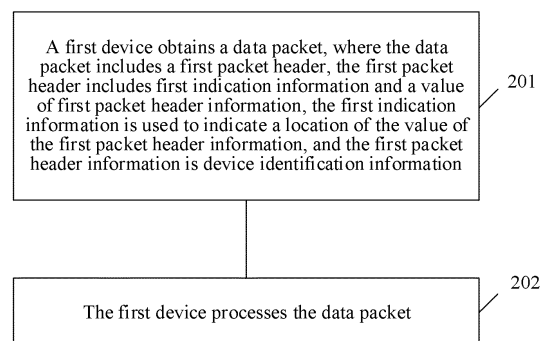 A first device obtains a data packet, where the data
packet includes a first packet header, the first packet
header includes first indication information and a value
of first packet header information, the first indication
information is used to indicate a location of the value of
the first packet header information, and the first packet
header information is device identification information
201
The first device processes the data packet
202